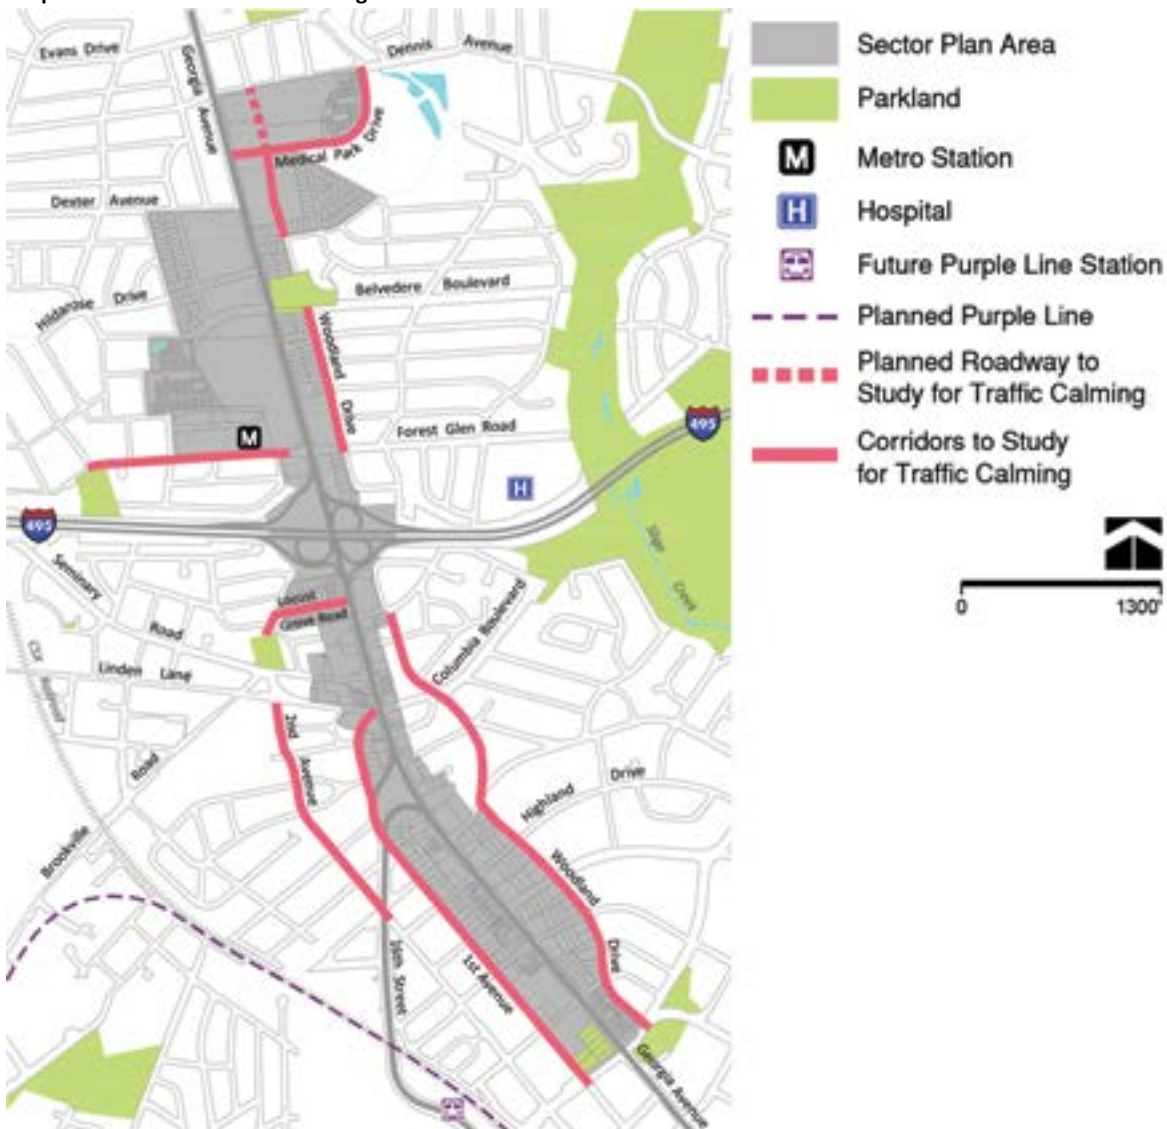 Evans Drive
Georgia Avenue
Dennis Avenue
Medical Park Drive
Dexter Avenue
Hildarose Drive
Belvedere Boulevard
Woodland Drive
M
Forest Glen Road
H
495
495
Seminary Road
Locust Grove Road
Linden Lane
Columbia Boulevard
Sligo Creek
CSX Railroad
2nd Avenue
Brookville Road
Highland Drive
Woodland Drive
16th Street
1st Avenue
Georgia Avenue
Sector Plan Area
Parkland
M Metro Station
H Hospital
Future Purple Line Station
Planned Purple Line
Planned Roadway to
Study for Traffic Calming
Corridors to Study
for Traffic Calming
0 1300'